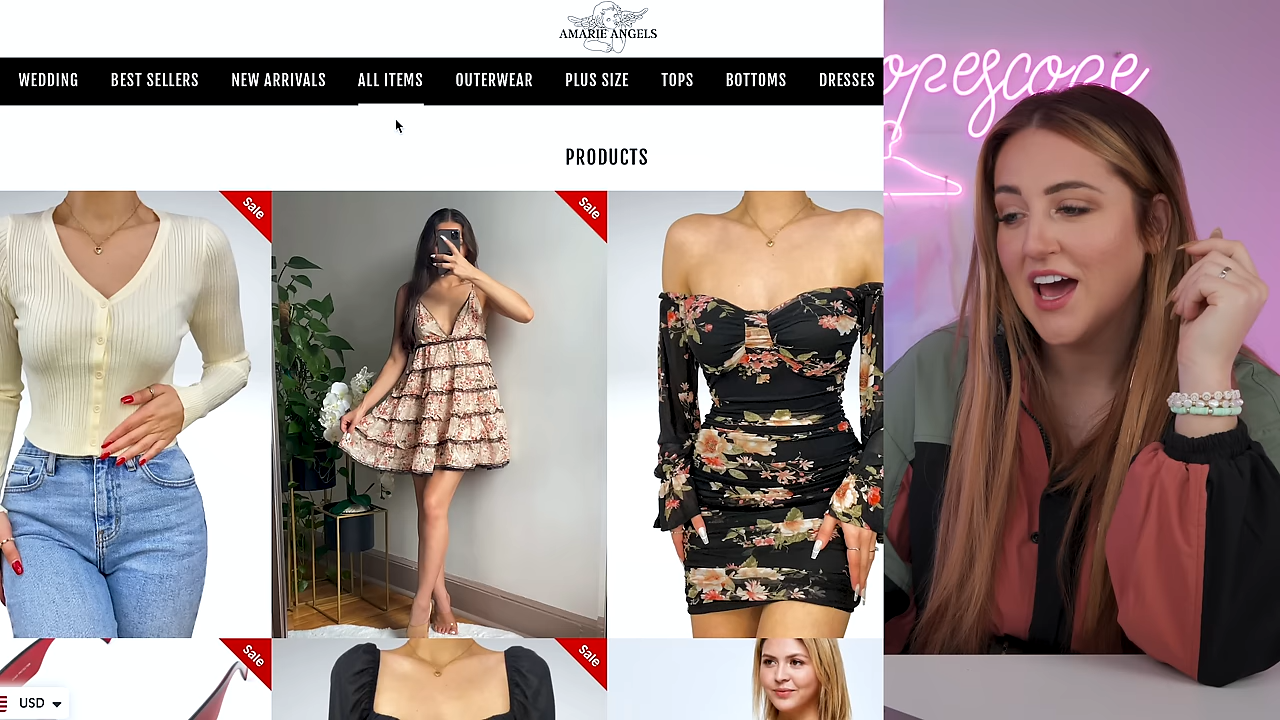 AMARIE ANGELS
WEDDING BEST SELLERS NEW ARRIVALS ALL ITEMS OUTERWEAR PLUS SIZE TOPS BOTTOMS DRESSES
PRODUCTS
Sale
Sale
Sale
Sale
USD